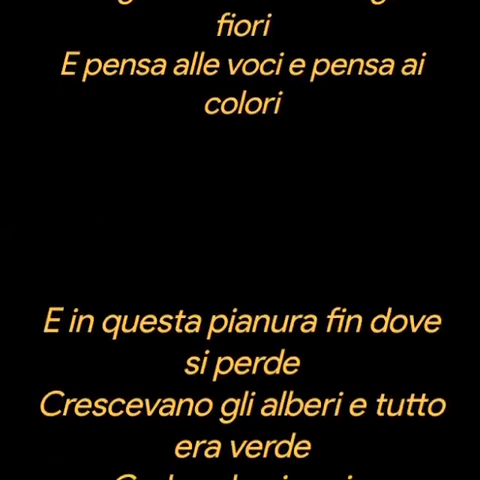 fiori
E pensa alle voci e pensa ai
colori
E in questa pianura fin dove
si perde
Crescevano gli alberi e tutto
era verde